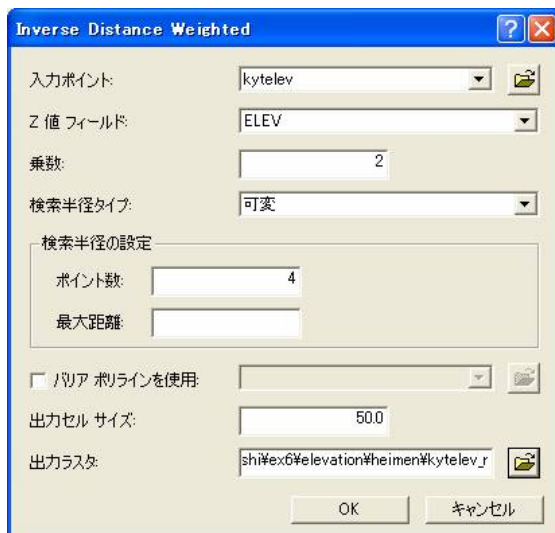 Inverse Distance Weighted
入力ポイント: kytelev
Z 値 フィールド: ELEV
乗数: 2
検索半径タイプ: 可変
検索半径の設定
ポイント数: 4
最大距離:
バリア ポリラインを使用:
出力セル サイズ: 50.0
出力ラスタ: shi¥ex6¥elevation¥heimen¥kytelev_r
OK キャンセル